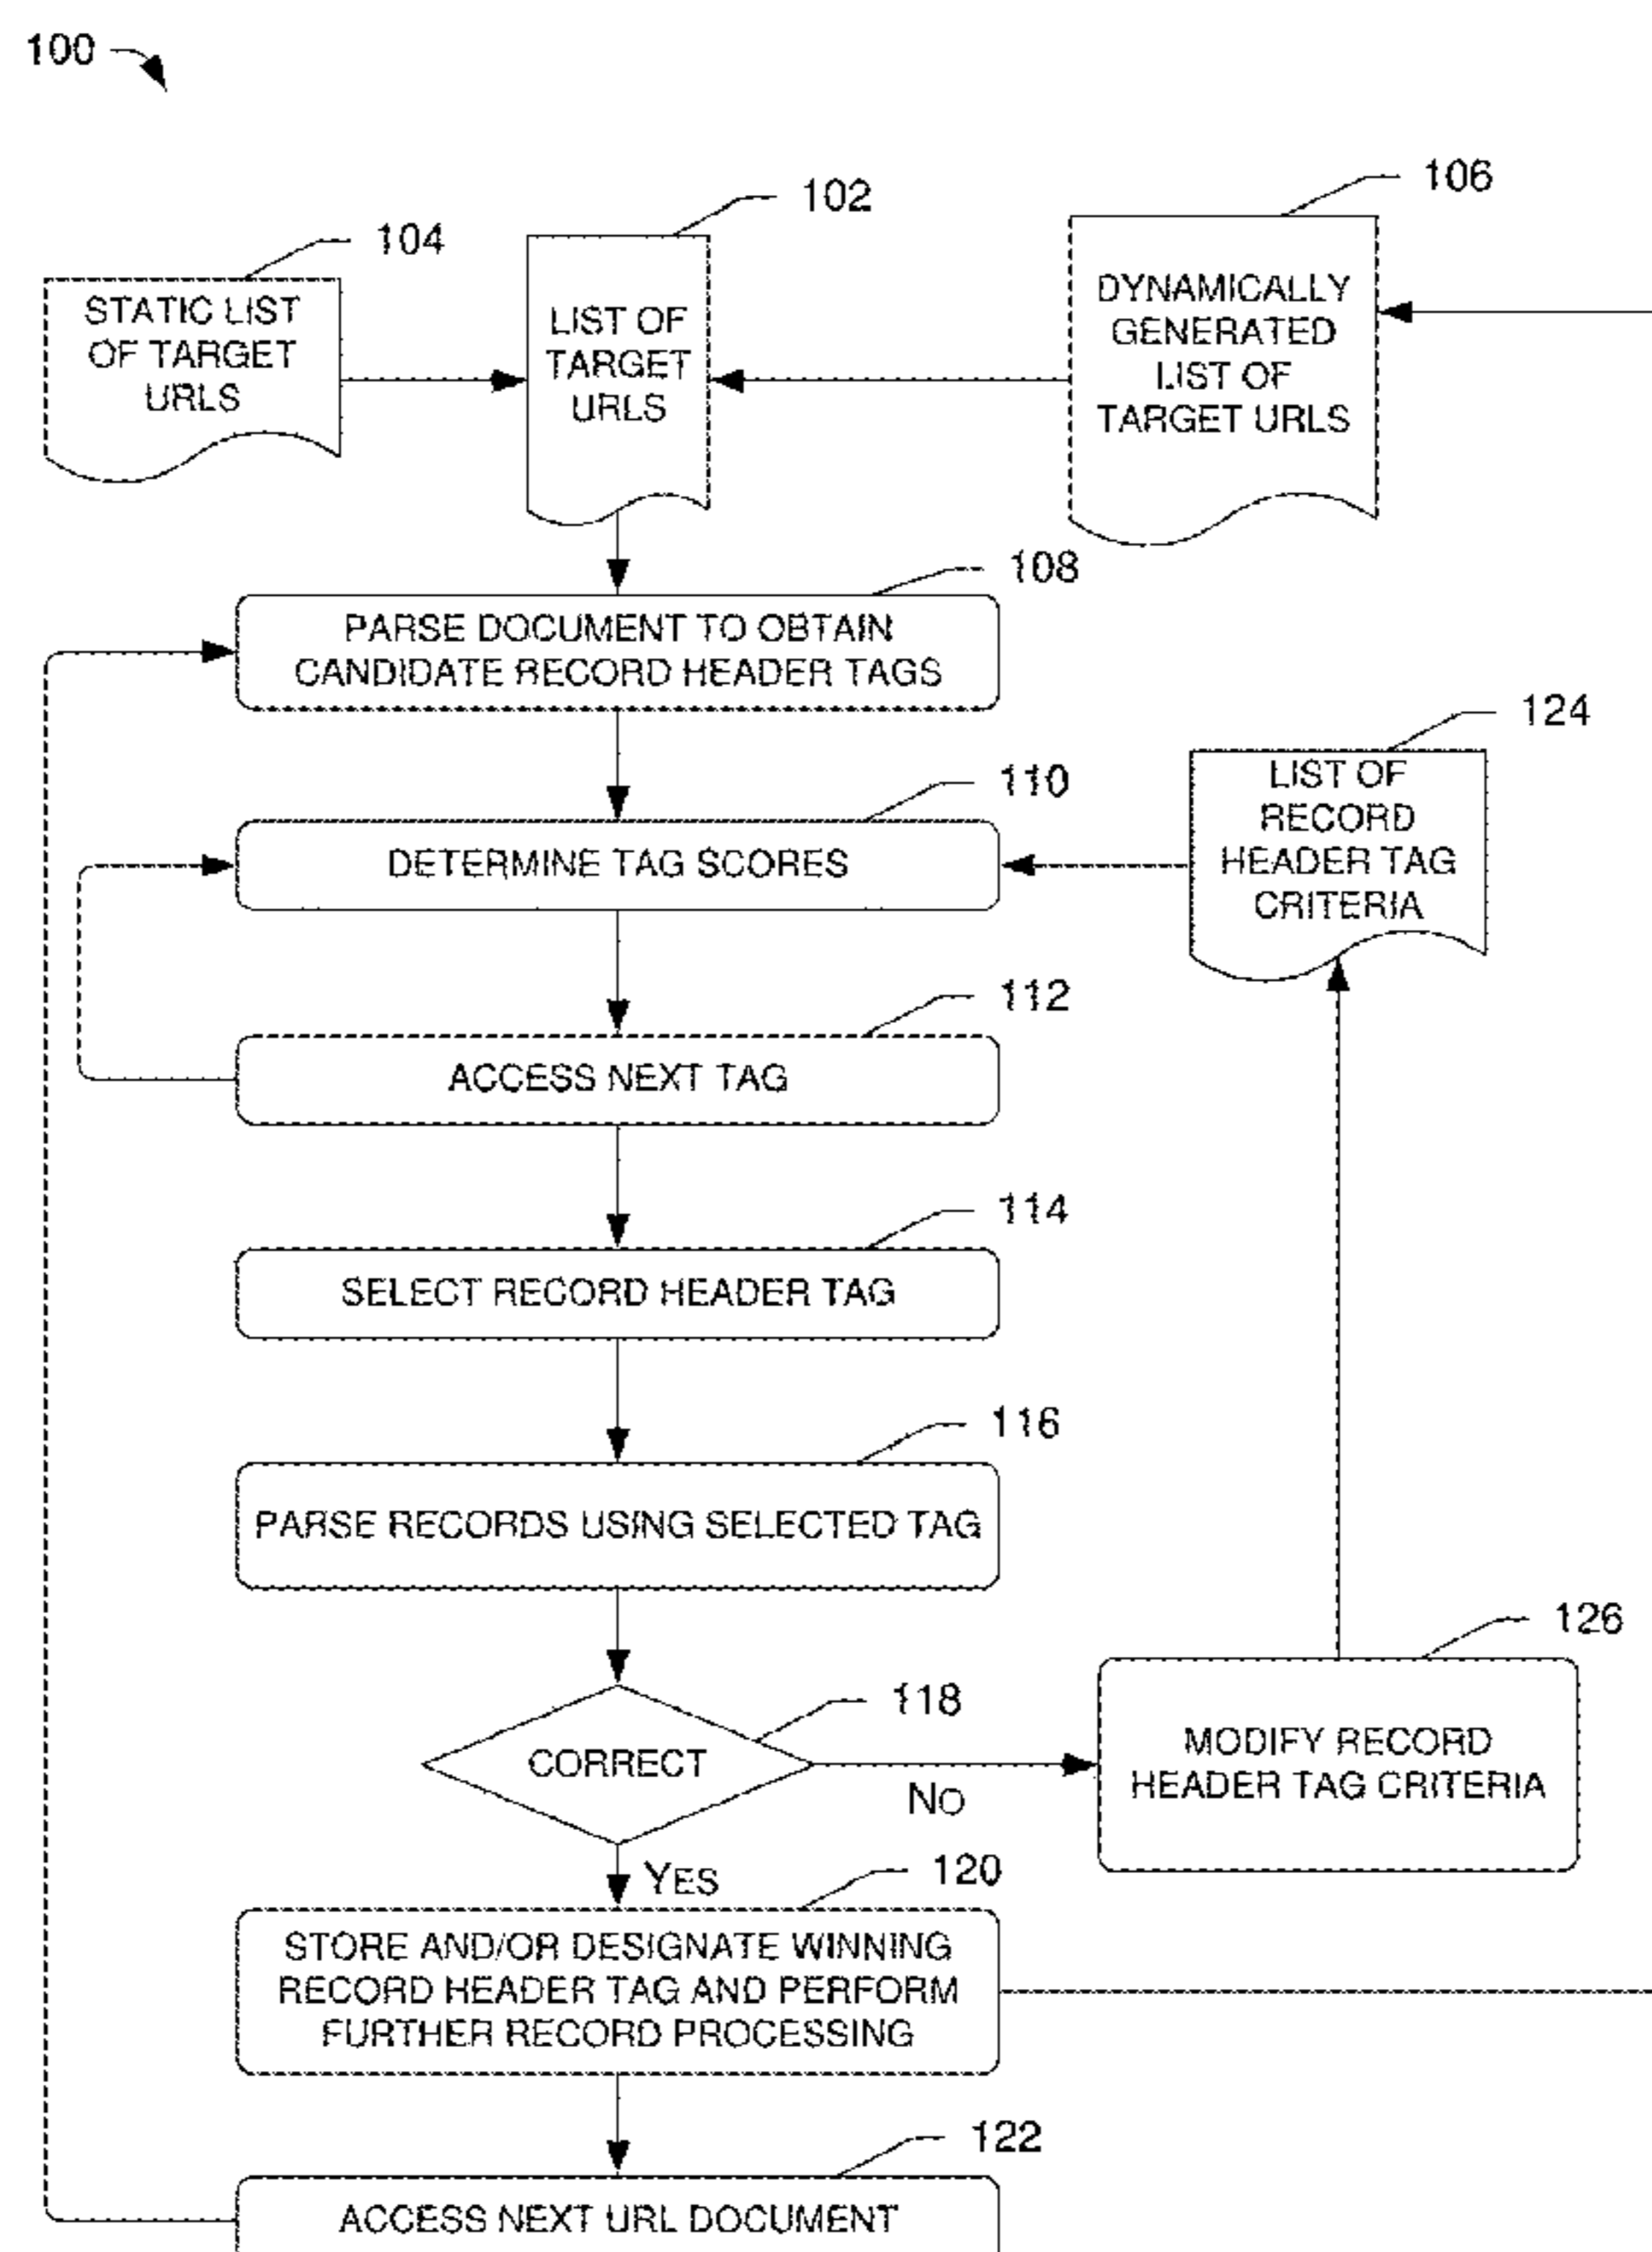 100
106
102
104
DYNAMICALLY
GENERATED
LIST OF
TARGET URLS
STATIC LIST
OF TARGET
URLS
LIST OF
TARGET
URLS
108
PARSE DOCUMENT TO OBTAIN
CANDIDATE RECORD HEADER TAGS
124
LIST OF
RECORD
HEADER TAG
CRITERIA
110
DETERMINE TAG SCORES
112
ACCESS NEXT TAG
114
SELECT RECORD HEADER TAG
116
PARSE RECORDS USING SELECTED TAG
126
MODIFY RECORD
HEADER TAG CRITERIA
118
CORRECT
NO
YES
120
STORE AND/OR DESIGNATE WINNING
RECORD HEADER TAG AND PERFORM
FURTHER RECORD PROCESSING
122
ACCESS NEXT URL DOCUMENT